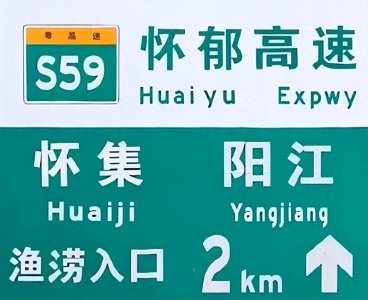 粤高速
S59
怀郁高速
Huaiyu Expwy
怀集 阳江
Huaiji Yangjiang
渔涝入口 2km